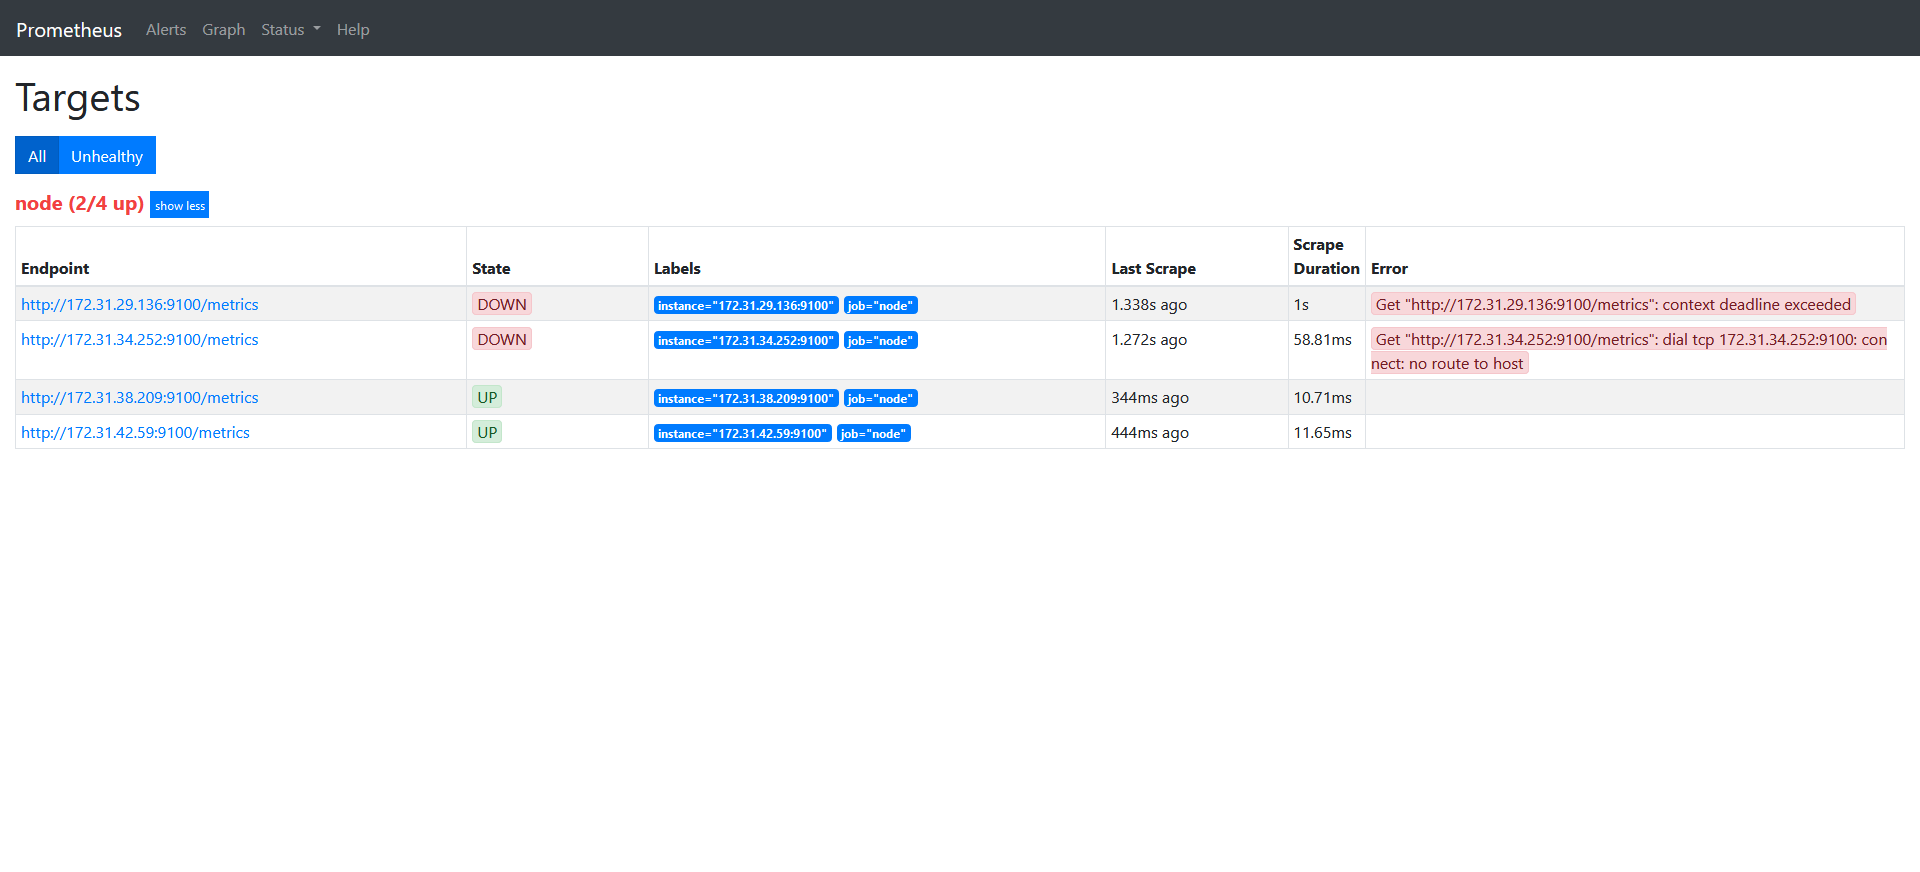 Prometheus Alerts Graph Status Help
Targets
All Unhealthy
node (2/4 up) show less
Endpoint State Labels Last Scrape Scrape Duration Error
http://172.31.29.136:9100/metrics DOWN instance="172.31.29.136:9100" job="node" 1.338s ago 1s Get "http://172.31.29.136:9100/metrics": context deadline exceeded
http://172.31.34.252:9100/metrics DOWN instance="172.31.34.252:9100" job="node" 1.272s ago 58.81ms Get "http://172.31.34.252:9100/metrics": dial tcp 172.31.34.252:9100: con
nect: no route to host
http://172.31.38.209:9100/metrics UP instance="172.31.38.209:9100" job="node" 344ms ago 10.71ms
http://172.31.42.59:9100/metrics UP instance="172.31.42.59:9100" job="node" 444ms ago 11.65ms